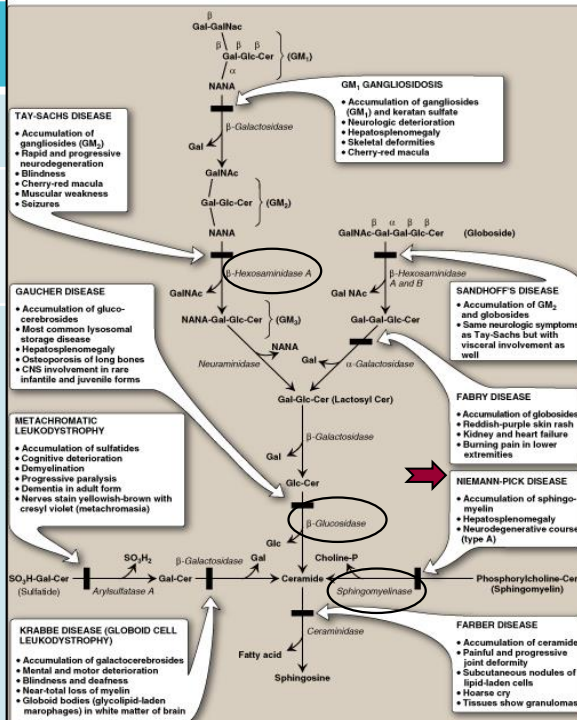 β
Gal-GalNac
β β β
Gal-Glc-Cer (GM₁)
α
NANA
β-Galactosidase
Gal
GalNAc
Gal-Glc-Cer (GM₂)
NANA
β-Hexosaminidase A
GalNAc
NANA-Gal-Glc-Cer (GM₃)
NANA
Neuraminidase
GM₁ GANGLIOSIDOSIS
• Accumulation of gangliosides
(GM₁) and keratan sulfate
• Neurologic deterioration
• Hepatosplenomegaly
• Skeletal deformities
• Cherry-red macula
TAY-SACHS DISEASE
• Accumulation of
gangliosides (GM₂)
• Rapid and progressive
neurodegeneration
• Blindness
• Cherry-red macula
• Muscular weakness
• Seizures
β α β β
GalNAc-Gal-Gal-Glc-Cer (Globoside)
β-Hexosaminidase
A and B
Gal NAc
Gal-Gal-Glc-Cer
Gal
α-Galactosidase
SANDHOFF'S DISEASE
• Accumulation of GM₂
and globosides
• Same neurologic symptoms
as Tay-Sachs but with
visceral involvement as
well
GAUCHER DISEASE
• Accumulation of gluco-
cerebrosides
• Most common lysosomal
storage disease
• Hepatosplenomegaly
• Osteoporosis of long bones
• CNS involvement in rare
infantile and juvenile forms
FABRY DISEASE
• Accumulation of globosides
• Reddish-purple skin rash
• Kidney and heart failure
• Burning pain in lower
extremities
Gal-Glc-Cer (Lactosyl Cer)
β-Galactosidase
Gal
Glc-Cer
β-Glucosidase
Glc
METACHROMATIC
LEUKODYSTROPHY
• Accumulation of sulfatides
• Cognitive deterioration
• Demyelination
• Progressive paralysis
• Dementia in adult form
• Nerves stain yellowish-brown with
cresyl violet (metachromasia)
NIEMANN-PICK DISEASE
• Accumulation of sphingo-
myelin
• Hepatosplenomegaly
• Neurodegenerative course
(type A)
SO₃H₂ β-Galactosidase Gal Choline-P
SO₃H-Gal-Cer Gal-Cer Ceramide Phosphorylcholine-Cer
(Sulfatide) Arylsulfatase A Sphingomyelinase (Sphingomyelin)
Ceramidase
Fatty acid
Sphingosine
KRABBE DISEASE (GLOBOID CELL
LEUKODYSTROPHY)
• Accumulation of galactocerebrosides
• Mental and motor deterioration
• Blindness and deafness
• Near-total loss of myelin
• Globoid bodies (glycolipid-laden
marophages) in white matter of brain
FARBER DISEASE
• Accumulation of ceramide
• Painful and progressive
joint deformity
• Subcutaneous nodules of
lipid-laden cells
• Hoarse cry
• Tissues show granulomas